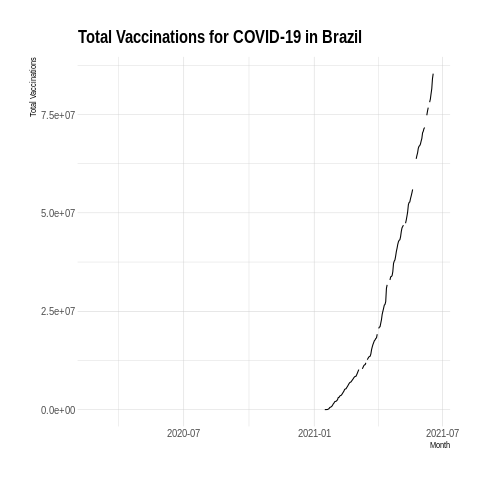 Total Vaccinations for COVID-19 in Brazil
Total Vaccinations
7.5e+07
5.0e+07
2.5e+07
0.0e+00
2020-07
2021-01
2021-07
Month